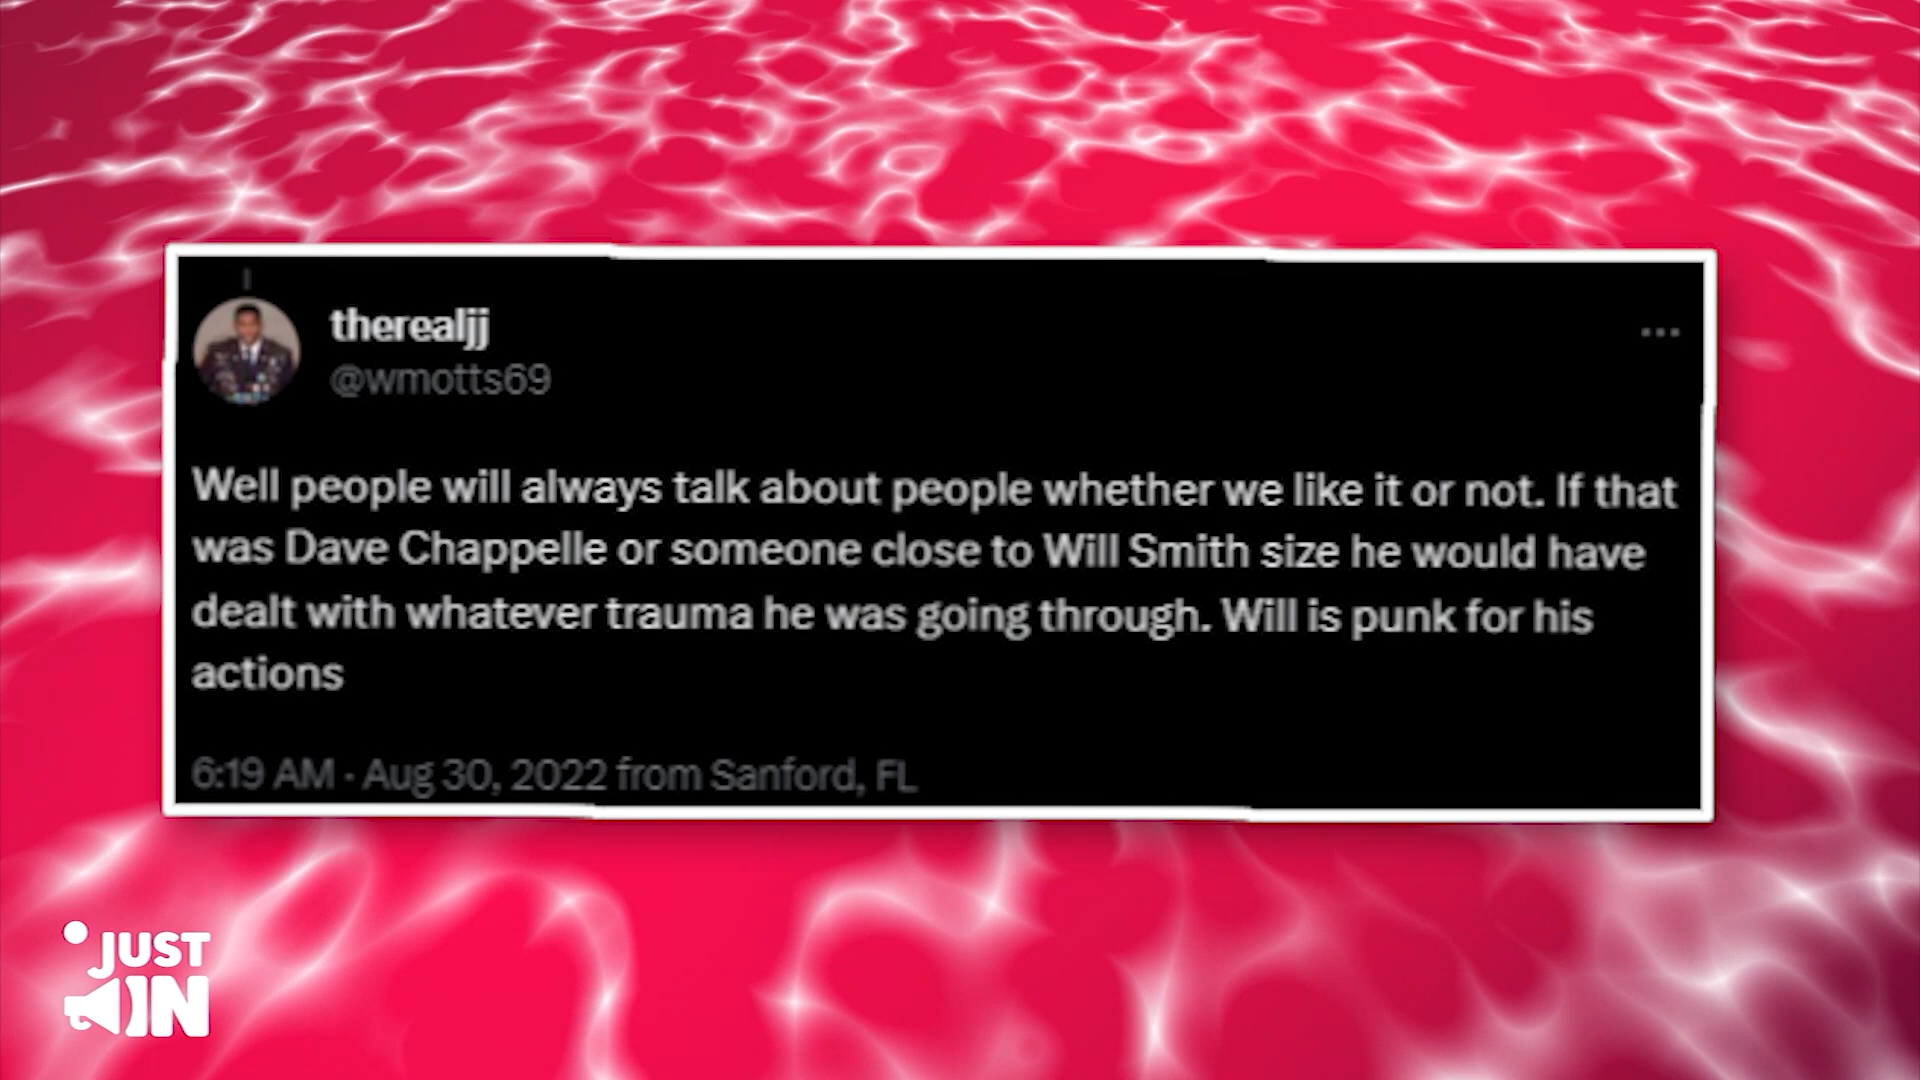 therealjj
@wmotts69
Well people will always talk about people whether we like it or not. If that
was Dave Chappelle or someone close to Will Smith size he would have
dealt with whatever trauma he was going through. Will is punk for his
actions
6:19 AM · Aug 30, 2022 from Sanford, FL
JUST
IN